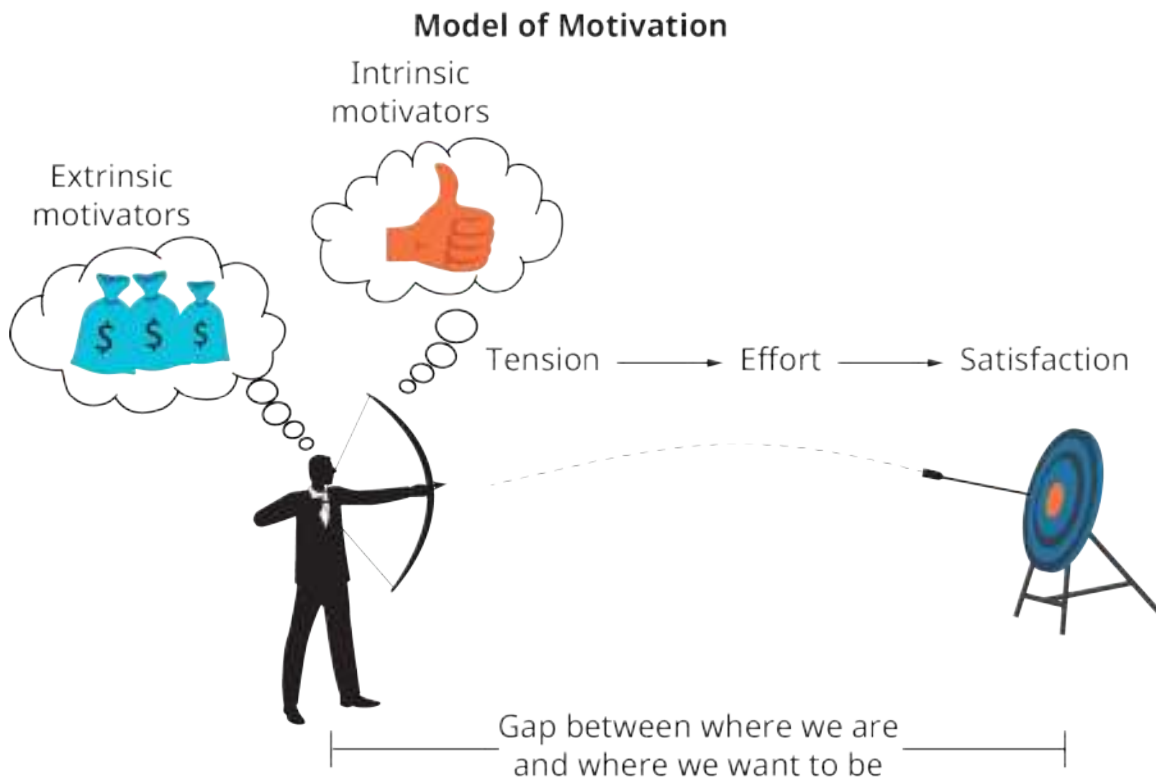 Model of Motivation
Intrinsic
motivators
Extrinsic
motivators
$ $ $
Tension Effort Satisfaction
Gap between where we are
and where we want to be